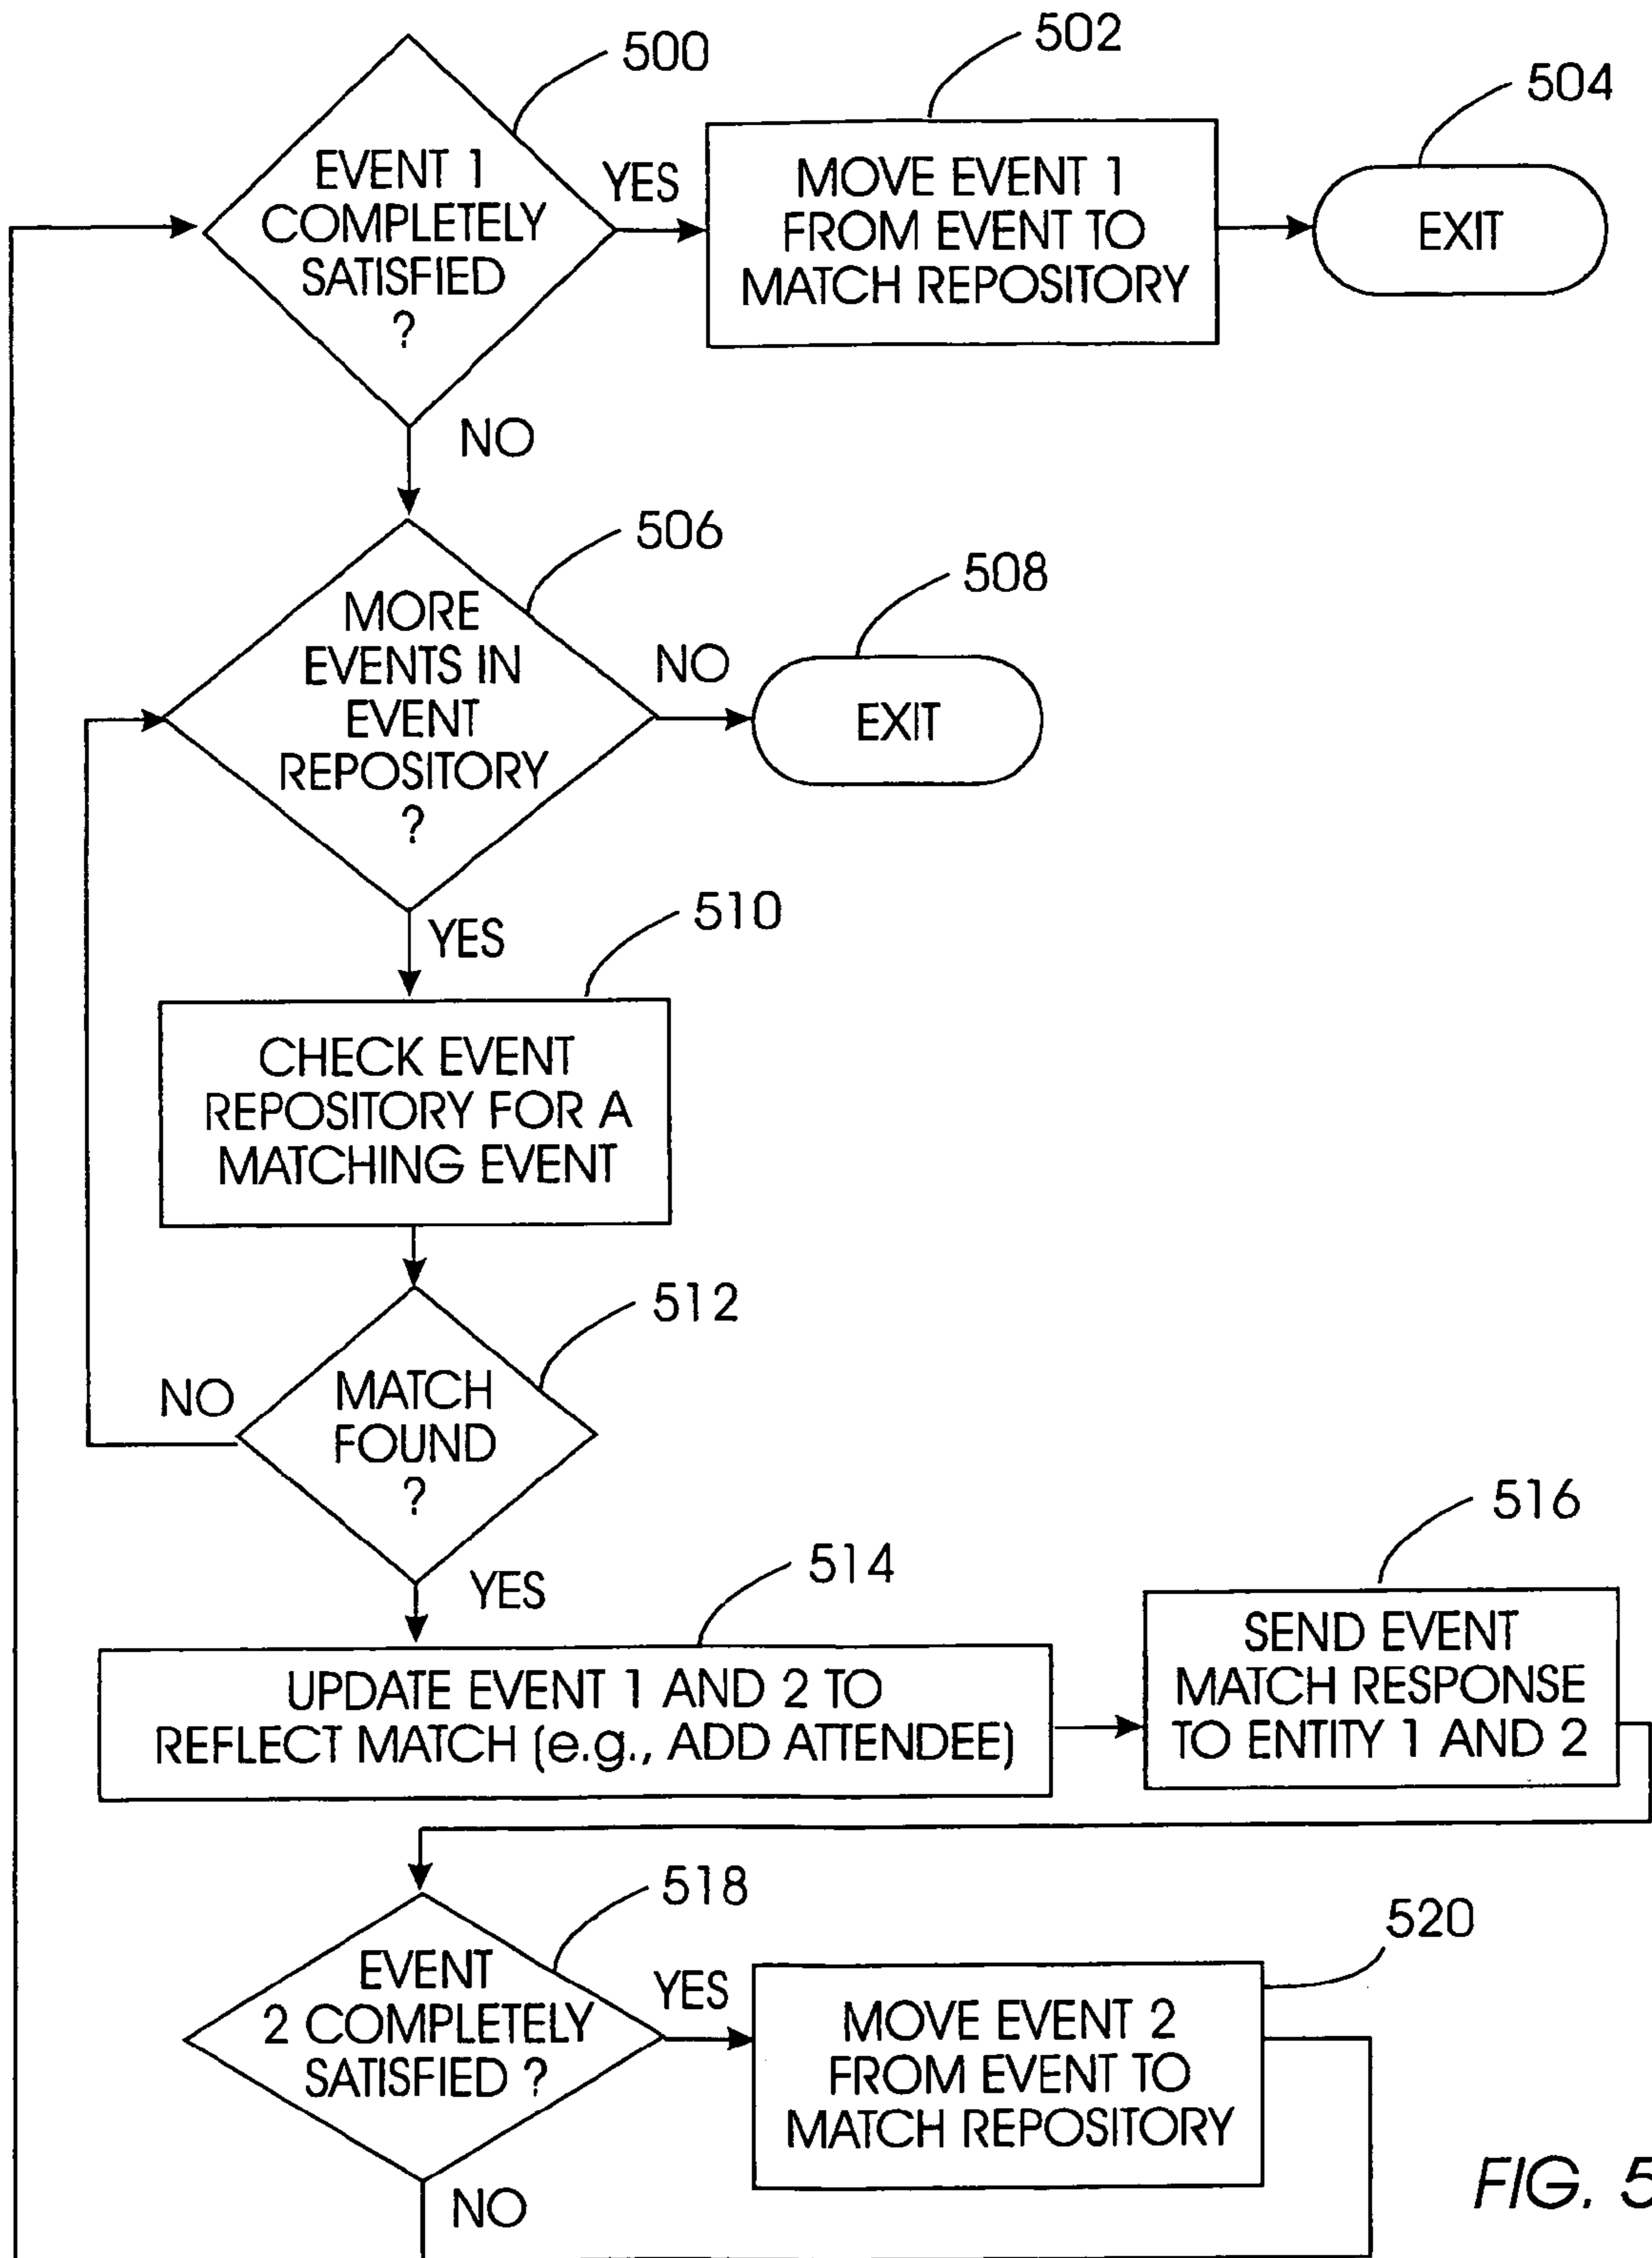 500
502
504
EVENT 1
COMPLETELY
SATISFIED
?
YES
MOVE EVENT 1
FROM EVENT TO
MATCH REPOSITORY
EXIT
NO
506
508
MORE
EVENTS IN
EVENT
REPOSITORY
?
NO
EXIT
YES
510
CHECK EVENT
REPOSITORY FOR A
MATCHING EVENT
512
NO
MATCH
FOUND
?
YES
514
516
UPDATE EVENT 1 AND 2 TO
REFLECT MATCH (e.g., ADD ATTENDEE)
SEND EVENT
MATCH RESPONSE
TO ENTITY 1 AND 2
518
520
EVENT
2 COMPLETELY
SATISFIED ?
YES
MOVE EVENT 2
FROM EVENT TO
MATCH REPOSITORY
NO
FIG. 5